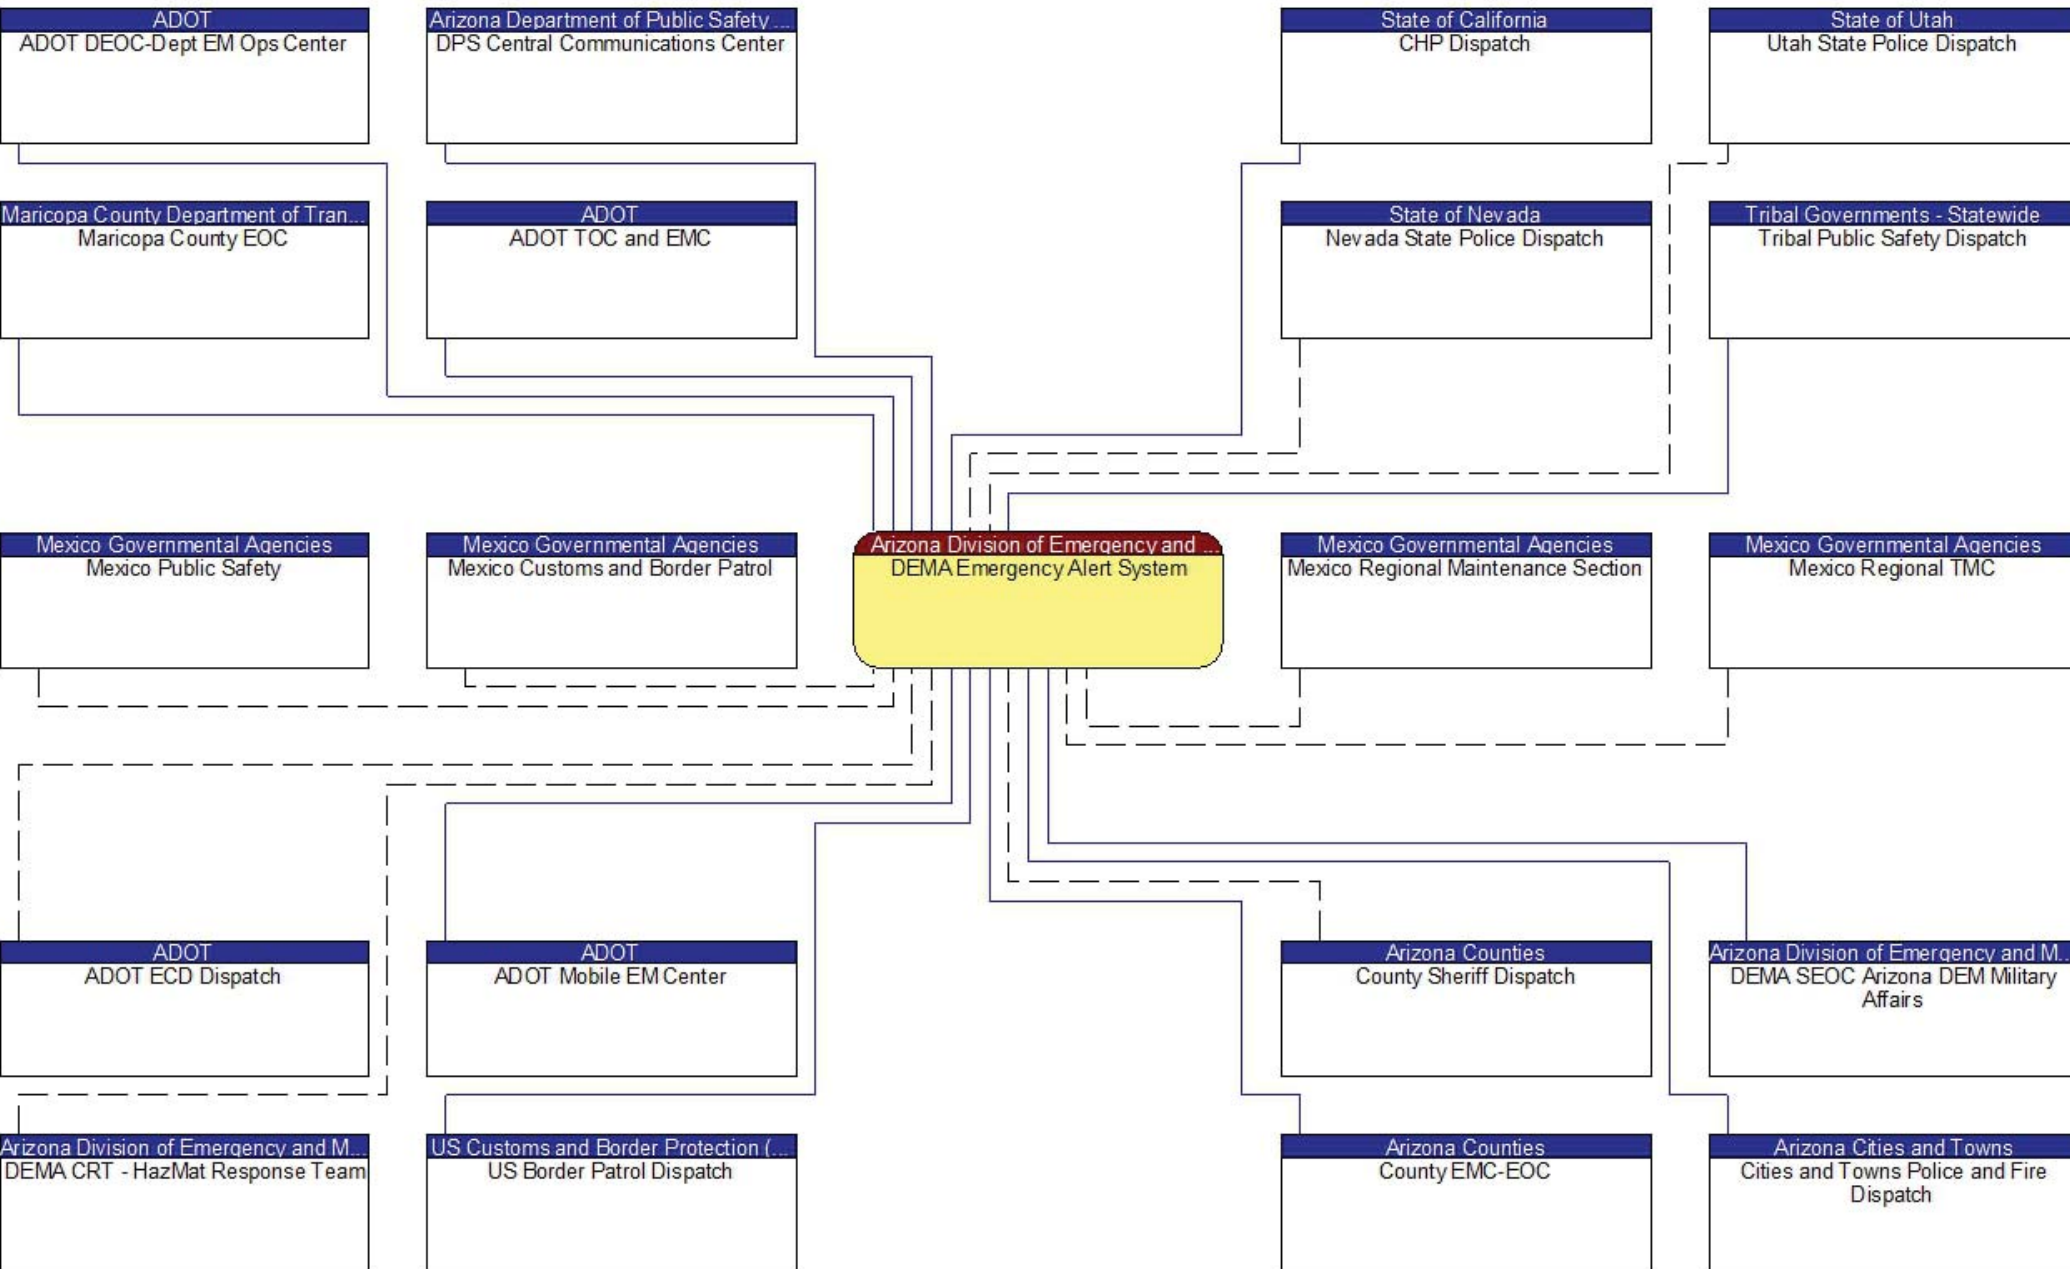 ADOT
ADOT DEOC-Dept EM Ops Center
Arizona Department of Public Safety ...
DPS Central Communications Center
State of California
CHP Dispatch
State of Utah
Utah State Police Dispatch
Maricopa County Department of Tran...
Maricopa County EOC
ADOT
ADOT TOC and EMC
State of Nevada
Nevada State Police Dispatch
Tribal Governments - Statewide
Tribal Public Safety Dispatch
Mexico Governmental Agencies
Mexico Public Safety
Mexico Governmental Agencies
Mexico Customs and Border Patrol
Arizona Division of Emergency and ...
DEMA Emergency Alert System
Mexico Governmental Agencies
Mexico Regional Maintenance Section
Mexico Governmental Agencies
Mexico Regional TMC
ADOT
ADOT ECD Dispatch
ADOT
ADOT Mobile EM Center
Arizona Counties
County Sheriff Dispatch
Arizona Division of Emergency and M...
DEMA SEOC Arizona DEM Military
Affairs
Arizona Division of Emergency and M...
DEMA CRT - HazMat Response Team
US Customs and Border Protection (...
US Border Patrol Dispatch
Arizona Counties
County EMC-EOC
Arizona Cities and Towns
Cities and Towns Police and Fire
Dispatch